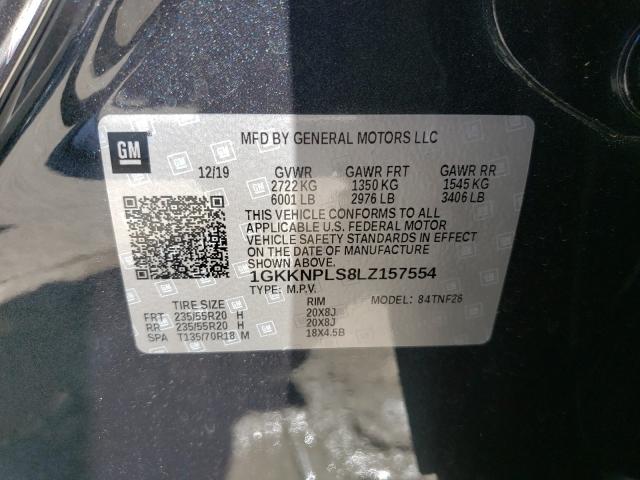 GM
MFD BY GENERAL MOTORS LLC
12/19 GVWR GAWR FRT GAWR RR
2722 KG 1350 KG 1545 KG
6001 LB 2976 LB 3406 LB
THIS VEHICLE CONFORMS TO ALL
APPLICABLE U.S. FEDERAL MOTOR
VEHICLE SAFETY STANDARDS IN EFFECT
ON THE DATE OF MANUFACTURE
SHOWN ABOVE.
1GKKNPLS8LZ157554
TYPE: M.P.V. MODEL: 84TNF26
TIRE SIZE RIM
FRT 235/55R20 H 20X8J
RR 235/55R20 H 20X8J
SPA T135/70R18 M 18X4.5B